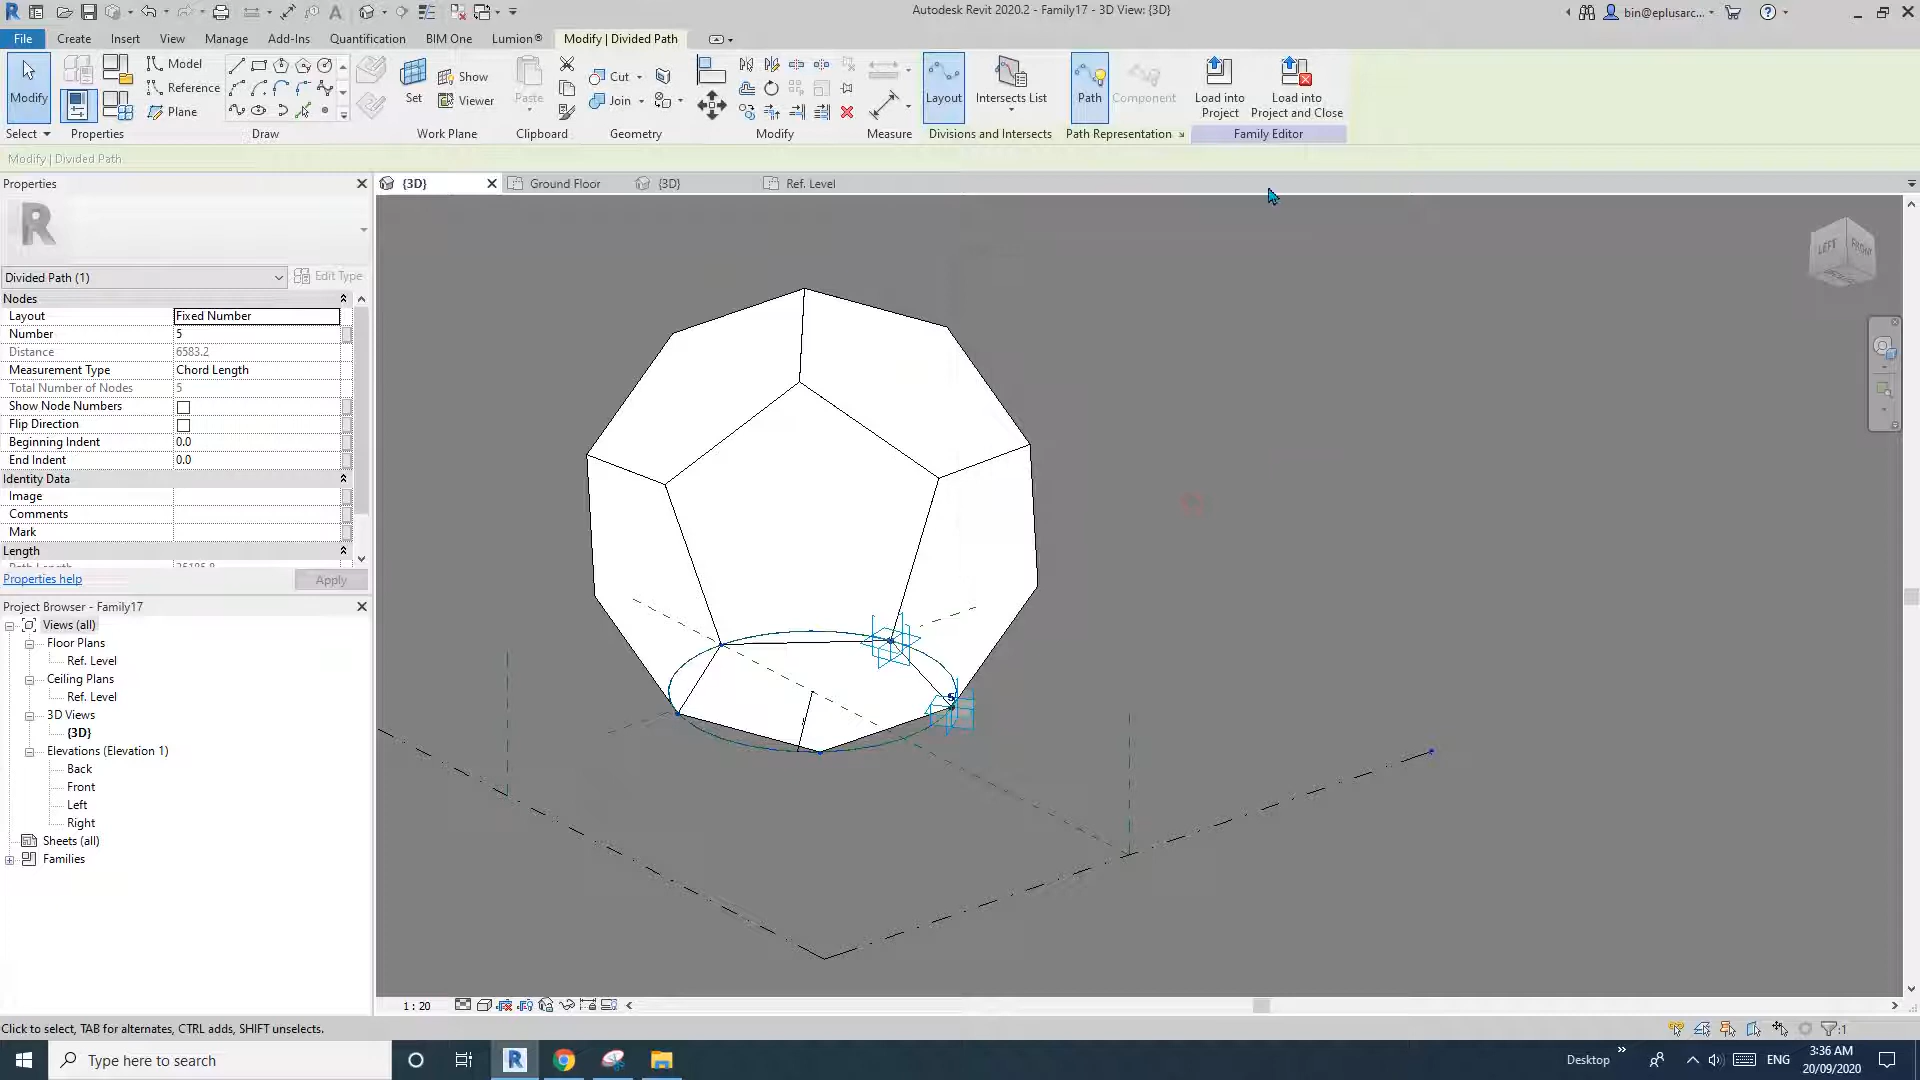 Autodesk Revit 2020.2 - Family17 - 3D View: {3D}
bin@eplusarc...
File
Create
Insert
View
Manage
Add-Ins
Quantification
BIM One
Lumion®
Modify | Divided Path
Modify
Select
Properties
Model
Reference
Plane
Draw
Set
Show
Viewer
Work Plane
Paste
Clipboard
Cut
Join
Geometry
Modify
Measure
Layout
Intersects List
Divisions and Intersects
Path
Component
Path Representation
Load into Project
Load into Project and Close
Family Editor
Modify | Divided Path
Properties
{3D}
Ground Floor
{3D}
Ref. Level
R
Divided Path (1)
Edit Type
Nodes
Layout Fixed Number
Number 5
Distance 6583.2
Measurement Type Chord Length
Total Number of Nodes 5
Show Node Numbers
Flip Direction
Beginning Indent 0.0
End Indent 0.0
Identity Data
Image
Comments
Mark
Length
Properties help
Apply
Project Browser - Family17
Views (all)
Floor Plans
Ref. Level
Ceiling Plans
Ref. Level
3D Views
{3D}
Elevations (Elevation 1)
Back
Front
Left
Right
Sheets (all)
Families
LEFT
FRONT
5
1 : 20
Click to select, TAB for alternates, CTRL adds, SHIFT unselects.
:1
Type here to search
Desktop
ENG
3:36 AM
20/09/2020